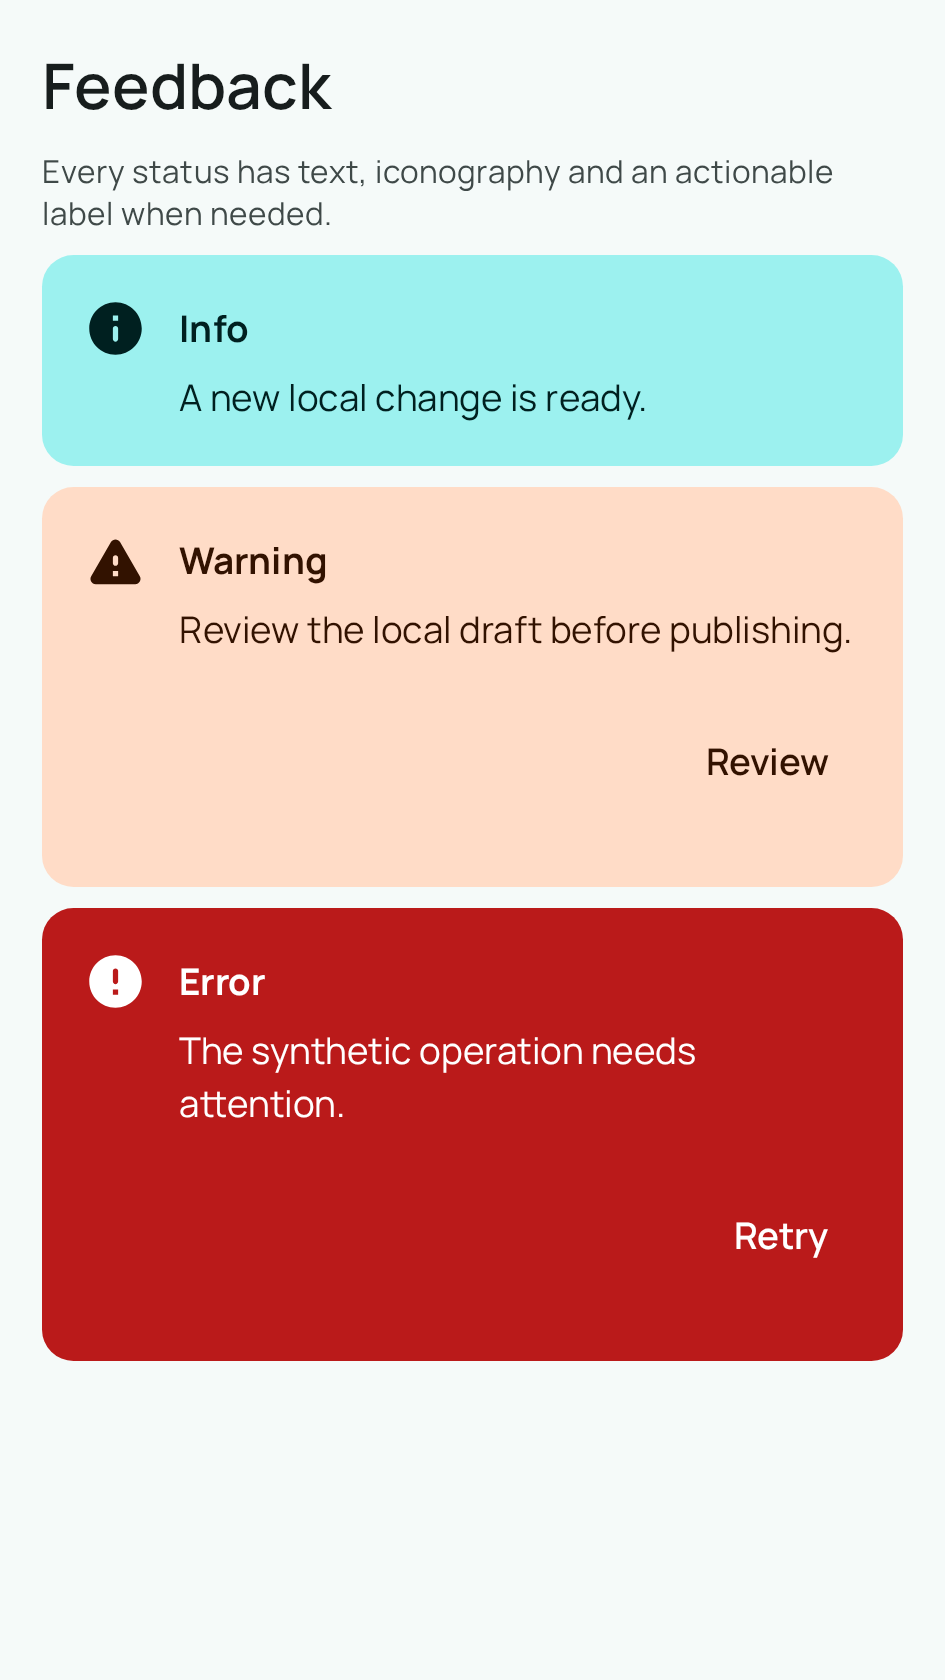 Feedback
Every status has text, iconography and an actionable
label when needed.
Info
A new local change is ready.
Warning
Review the local draft before publishing.
Review
Error
The synthetic operation needs
attention.
Retry